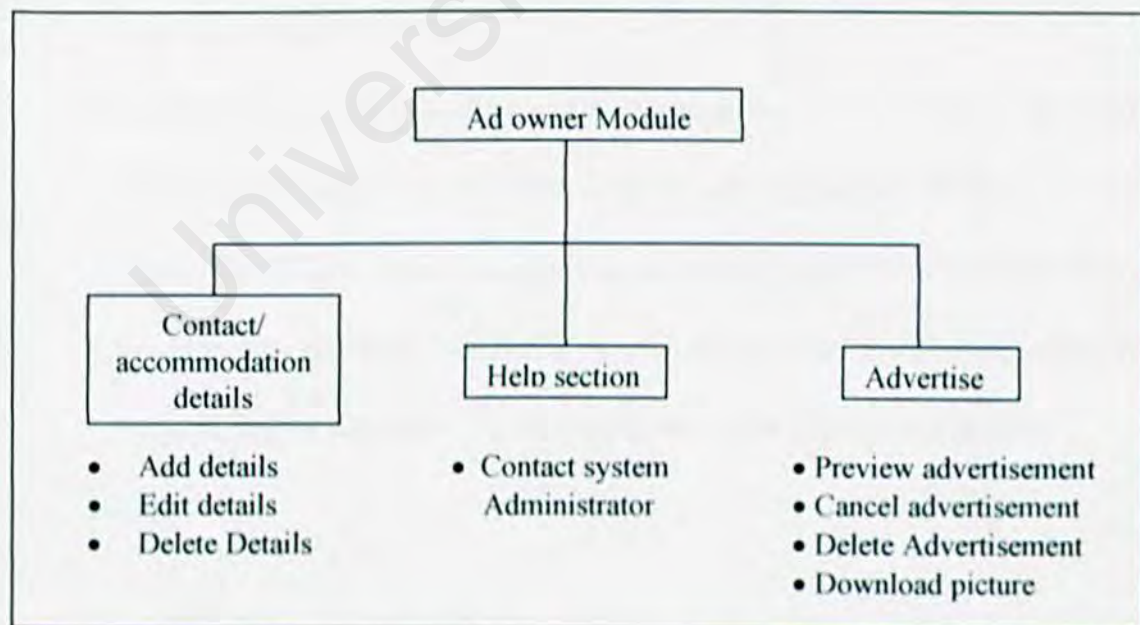 Ad owner Module
Contact/
accommodation
details
Help section
Advertise
• Add details
• Edit details
• Delete Details
• Contact system
Administrator
• Preview advertisement
• Cancel advertisement
• Delete Advertisement
• Download picture
Universi